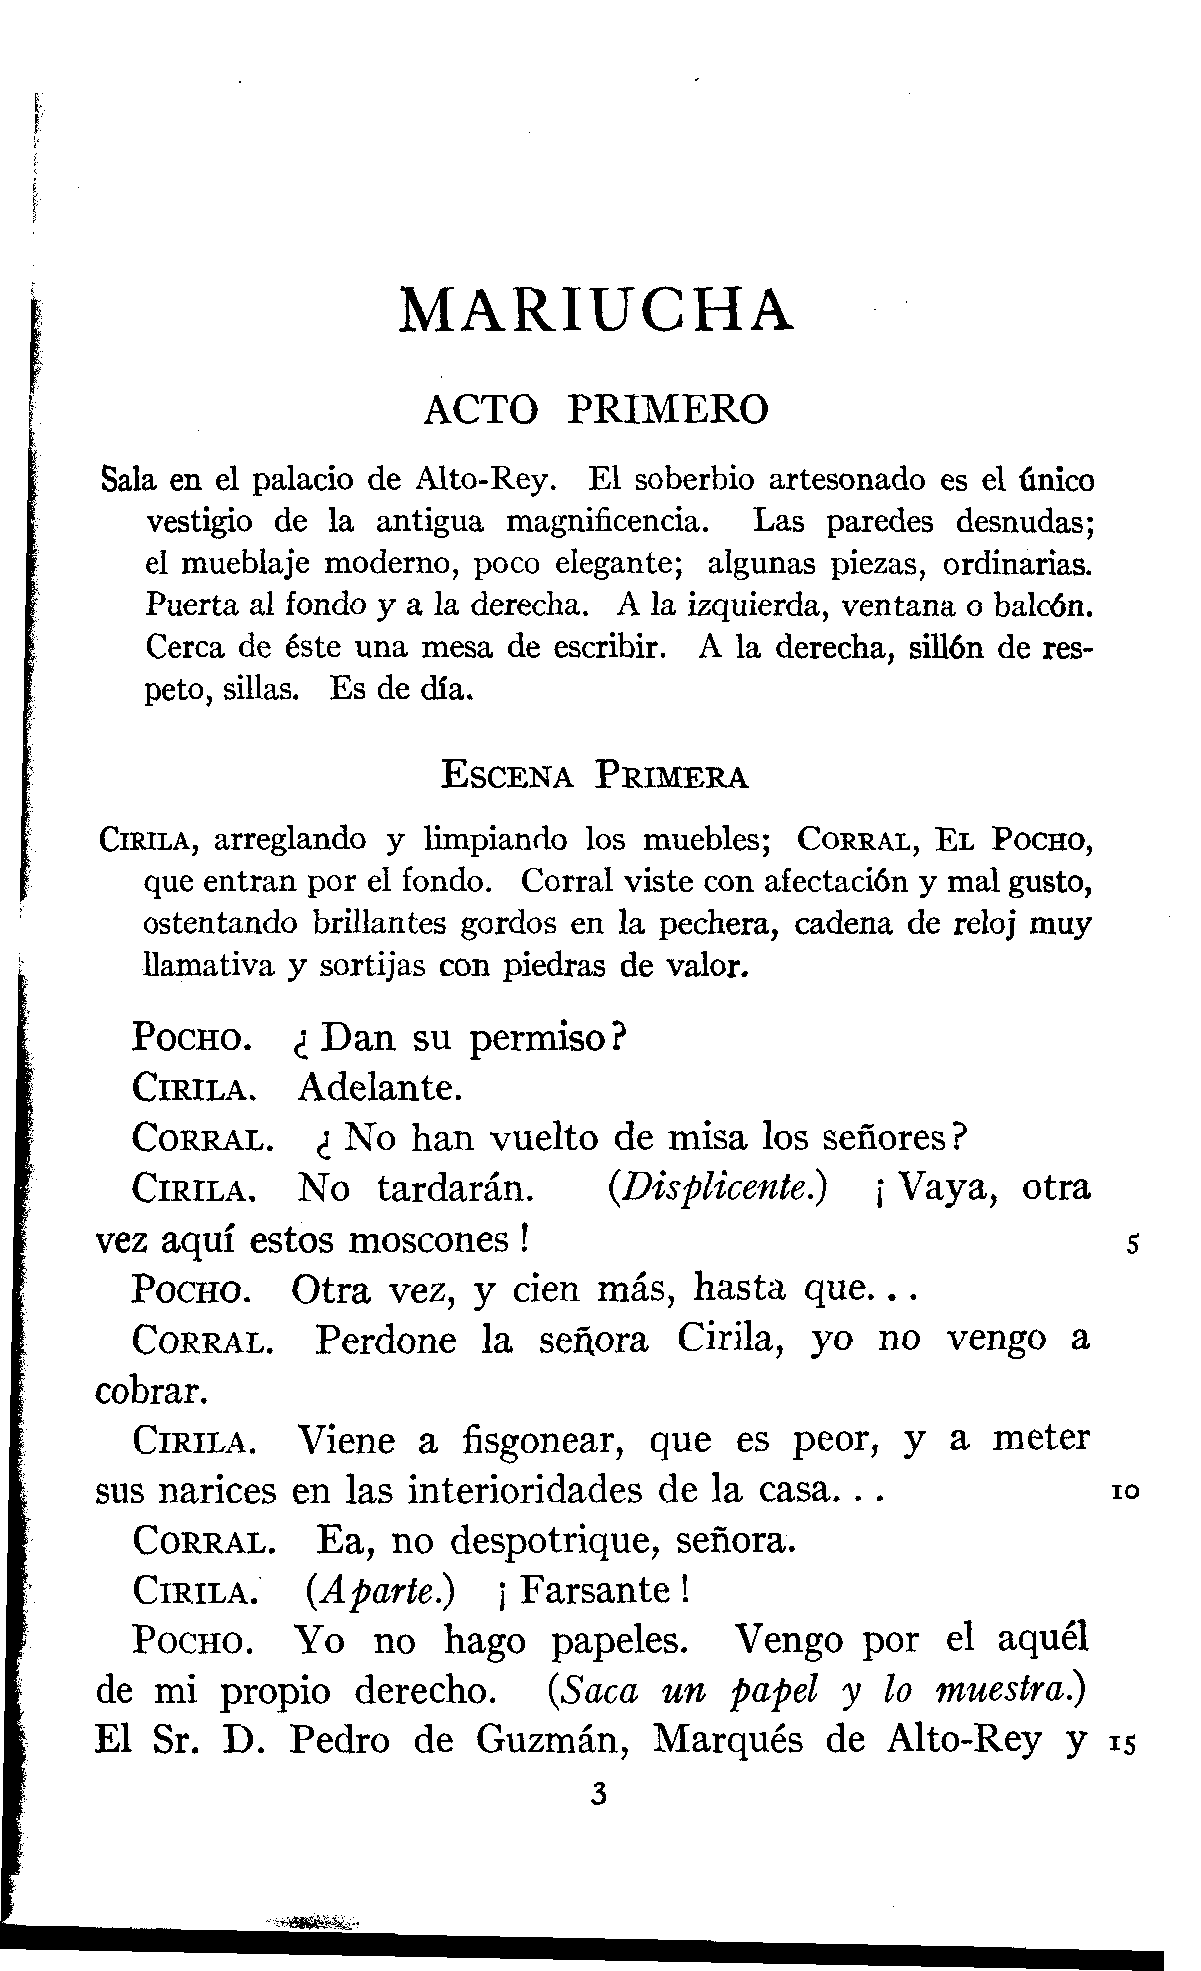 MARIUCHA
ACTO PRIMERO
Sala en el palacio de Alto-Rey. El soberbio artesonado es el único
vestigio de la antigua magnificencia. Las paredes desnudas;
el mueblaje moderno, poco elegante; algunas piezas, ordinarias.
Puerta al fondo y a la derecha. A la izquierda, ventana o balcón.
Cerca de éste una mesa de escribir. A la derecha, sillón de res-
peto, sillas. Es de día.
ESCENA PRIMERA
CIRILA, arreglando y limpiando los muebles; CORRAL, EL POCHO,
que entran por el fondo. Corral viste con afectación y mal gusto,
ostentando brillantes gordos en la pechera, cadena de reloj muy
llamativa y sortijas con piedras de valor.
POCHO. ¿ Dan su permiso?
CIRILA. Adelante.
CORRAL. ¿ No han vuelto de misa los señores?
CIRILA. No tardarán. (Displicente.) ¡ Vaya, otra
vez aquí estos moscones ! 5
POCHO. Otra vez, y cien más, hasta que. . .
CORRAL. Perdone la señora Cirila, yo no vengo a
cobrar.
CIRILA. Viene a fisgonear, que es peor, y a meter
sus narices en las interioridades de la casa. . . 10
CORRAL. Ea, no despotrique, señora.
CIRILA. (Aparte.) ¡ Farsante !
POCHO. Yo no hago papeles. Vengo por el aquél
de mi propio derecho. (Saca un papel y lo muestra.)
El Sr. D. Pedro de Guzmán, Marqués de Alto-Rey y 15
3